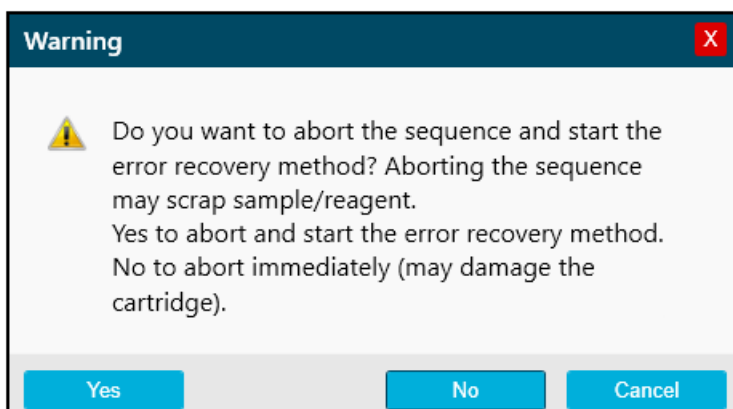 Warning
X
Do you want to abort the sequence and start the
error recovery method? Aborting the sequence
may scrap sample/reagent.
Yes to abort and start the error recovery method.
No to abort immediately (may damage the
cartridge).
Yes
No
Cancel